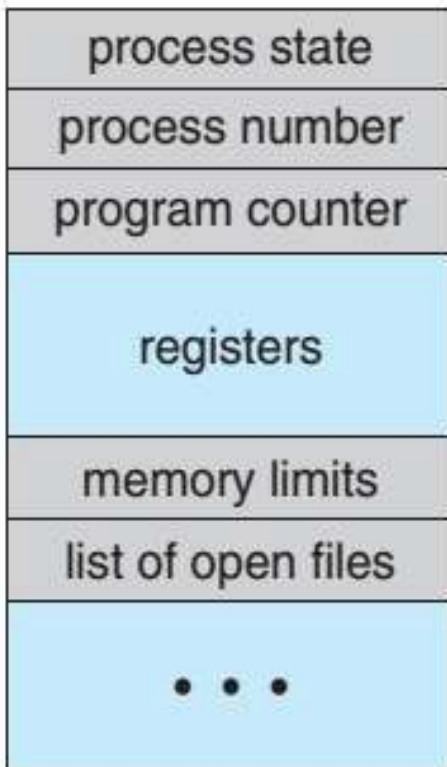 process state
process number
program counter
registers
memory limits
list of open files
• • •